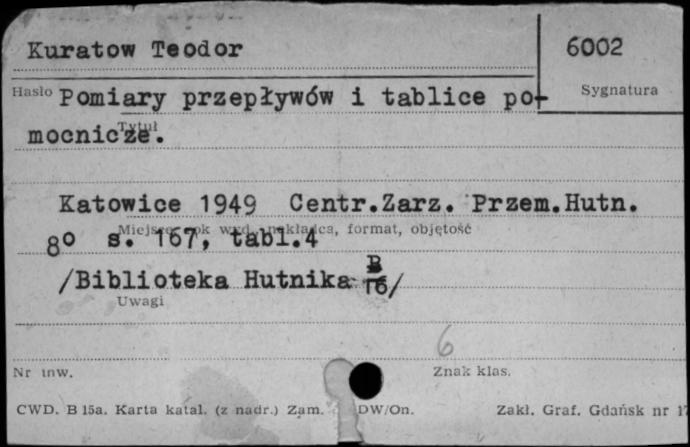 Kuratow Teodor
6002
Hasło Pomiary przepływów i tablice po-
Sygnatura
mocnicze.
Tytuł
Katowice 1949 Centr.Zarz. Przem.Hutn.
Miejsce, rok wyd., nakładca, format, objętość
8o s. 167, tabl.4
/Biblioteka Hutnika B/16/
Uwagi
6
Nr inw.
Znak klas.
CWD. B 15a. Karta katal. (z nadr.) Zam. DW/On. Zakł. Graf. Gdańsk nr 17